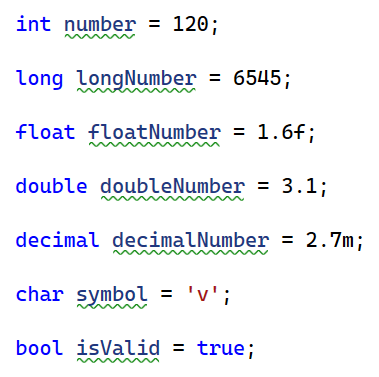 int number = 120;
long longNumber = 6545;
float floatNumber = 1.6f;
double doubleNumber = 3.1;
decimal decimalNumber = 2.7m;
char symbol = 'v';
bool isValid = true;